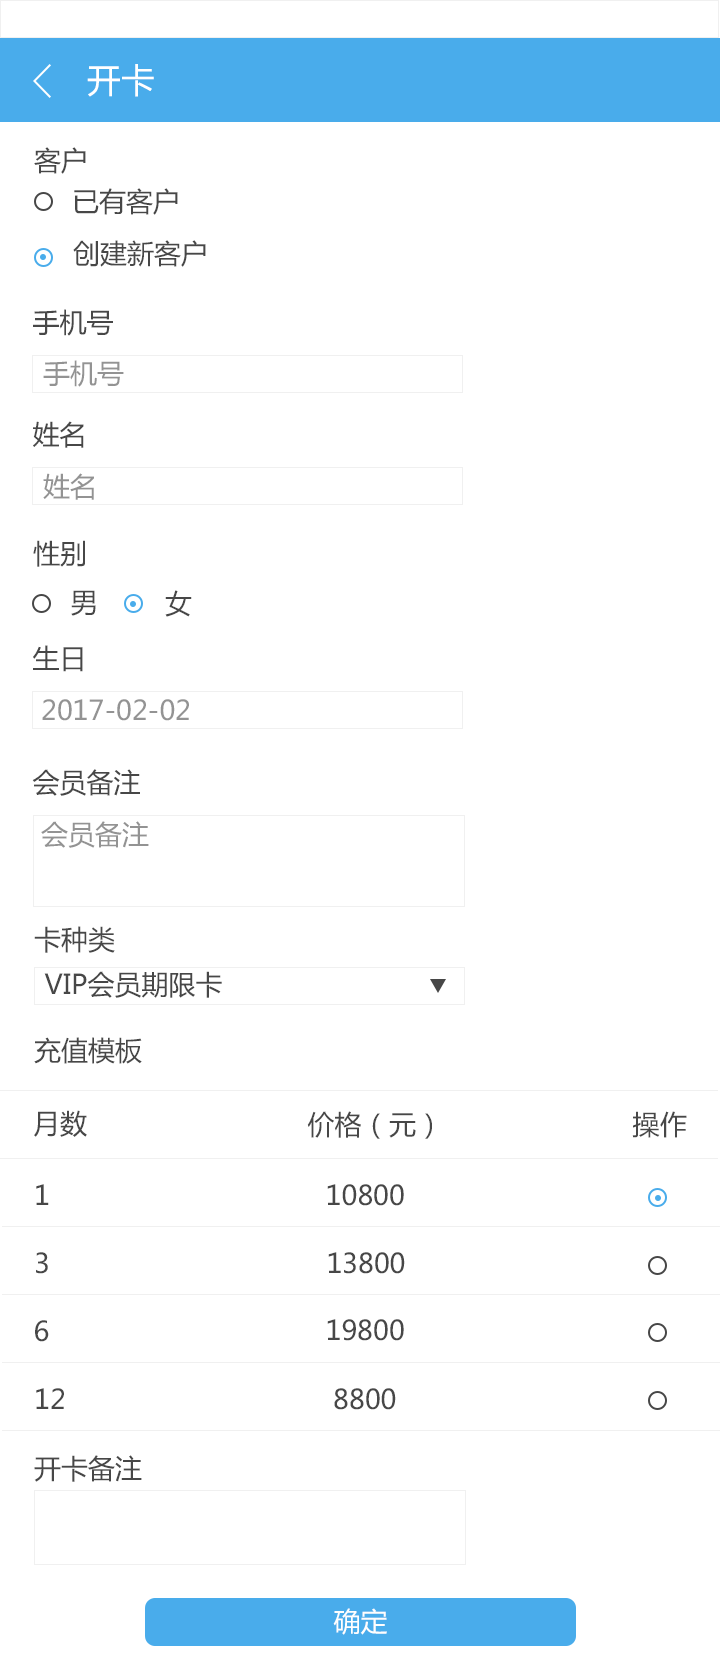 开卡
客户
已有客户
创建新客户
手机号
手机号
姓名
姓名
性别
男 女
生日
2017-02-02
会员备注
会员备注
卡种类
VIP会员期限卡
充值模板
月数 价格（元） 操作
1 10800
3 13800
6 19800
12 8800
开卡备注
确定